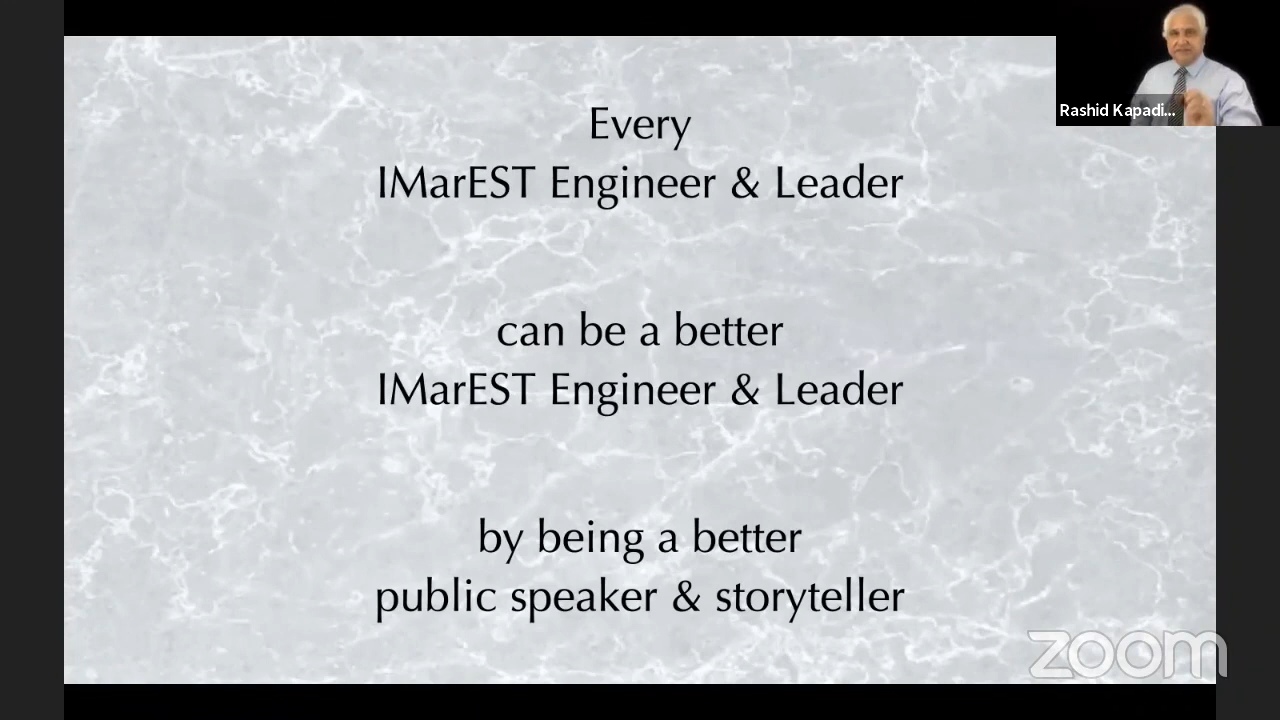 Every
IMarEST Engineer & Leader
can be a better
IMarEST Engineer & Leader
by being a better
public speaker & storyteller
Rashid Kapadi...
zoom